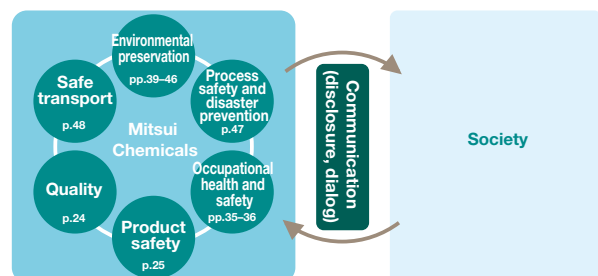 Environmental
preservation
pp.39–46
Safe
transport
p.48
Process
safety and
disaster
prevention
p.47
Mitsui
Chemicals
Quality
p.24
Occupational
health and
safety
pp.35–36
Product
safety
p.25
Communication
(disclosure, dialog)
Society